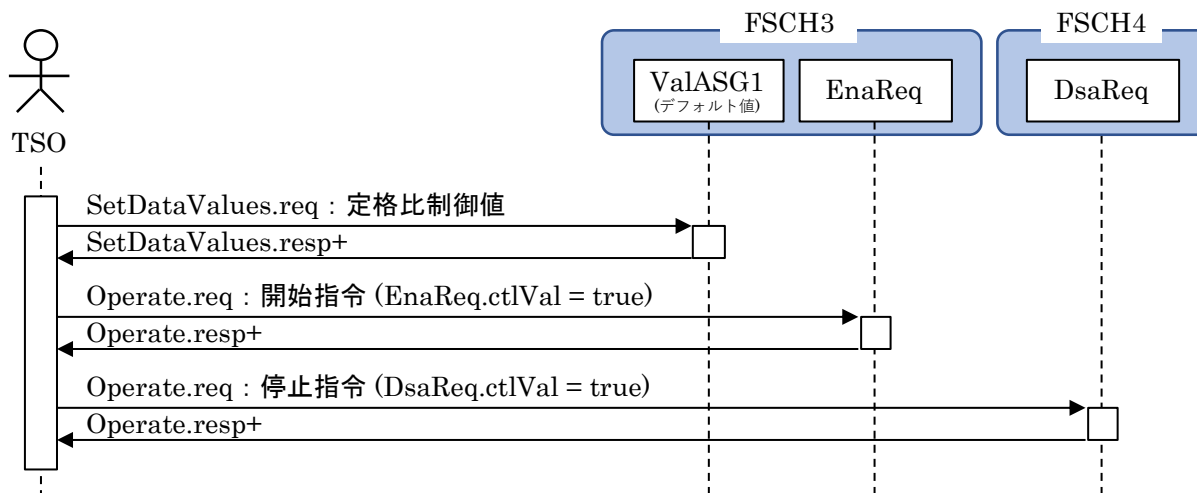 FSCH3
FSCH4
ValASG1
(デフォルト値)
EnaReq
DsaReq
TSO
SetDataValues.req：定格比制御値
SetDataValues.resp+
Operate.req：開始指令 (EnaReq.ctlVal = true)
Operate.resp+
Operate.req：停止指令 (DsaReq.ctlVal = true)
Operate.resp+